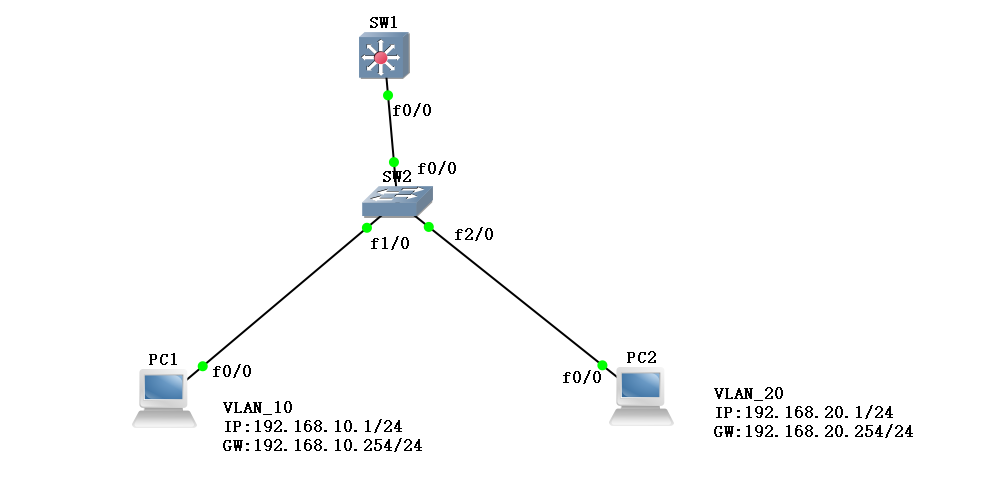 SW1
f0/0
f0/0
SW2
f1/0
f2/0
PC1
f0/0
VLAN_10
IP:192.168.10.1/24
GW:192.168.10.254/24
PC2
f0/0
VLAN_20
IP:192.168.20.1/24
GW:192.168.20.254/24